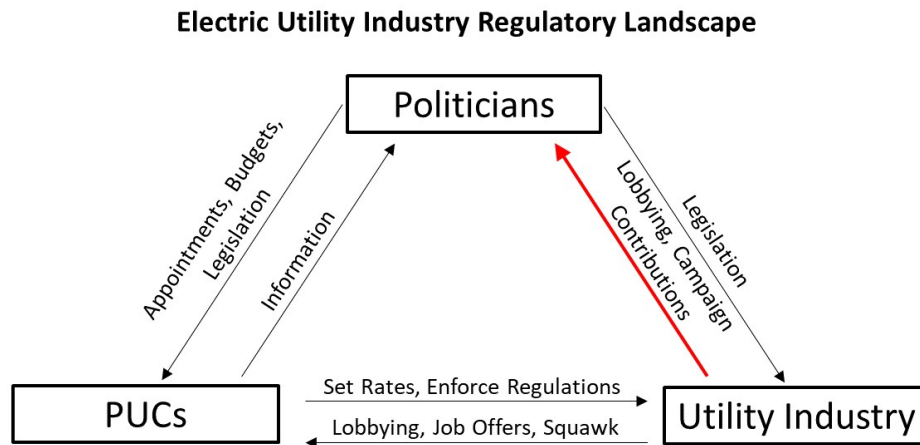 Electric Utility Industry Regulatory Landscape
Politicians
Appointments, Budgets,
Legislation
Information
Lobbying, Campaign
Contributions
Legislation
PUCs
Set Rates, Enforce Regulations
Lobbying, Job Offers, Squawk
Utility Industry